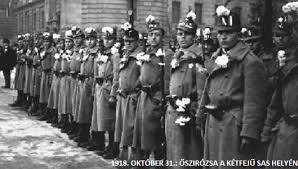 1918. OKTÓBER 31.: ŐSZIRÓZSA A KÉTFEJŰ SAS HELYÉN